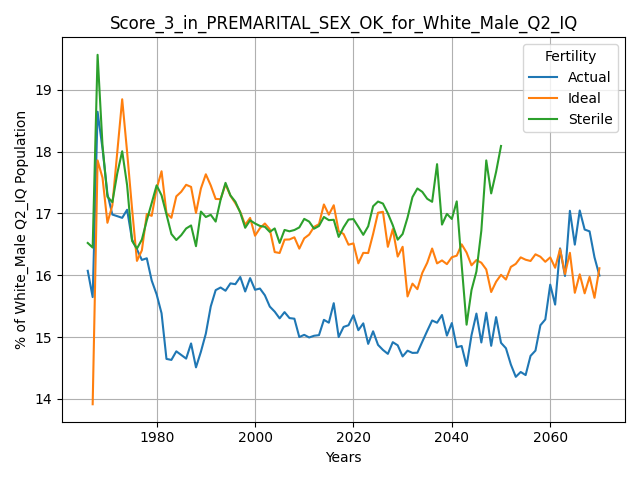 Score_3_in_PREMARITAL_SEX_OK_for_White_Male_Q2_IQ
Fertility
Actual
Ideal
Sterile
% of White_Male Q2_IQ Population
19
18
17
16
15
14
1980
2000
2020
2040
2060
Years